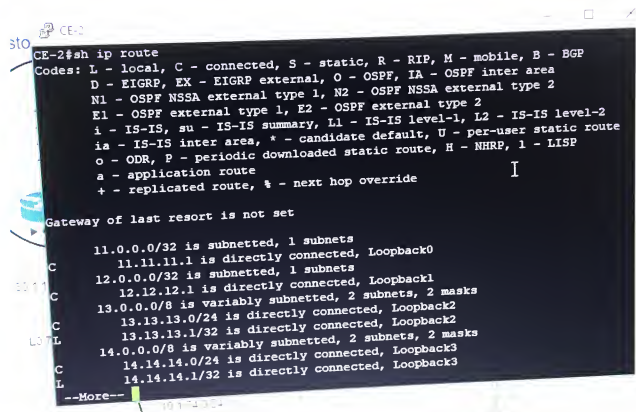 CE-2
CE-2#sh ip route
Codes: L - local, C - connected, S - static, R - RIP, M - mobile, B - BGP
D - EIGRP, EX - EIGRP external, O - OSPF, IA - OSPF inter area
N1 - OSPF NSSA external type 1, N2 - OSPF NSSA external type 2
E1 - OSPF external type 1, E2 - OSPF external type 2
i - IS-IS, su - IS-IS summary, L1 - IS-IS level-1, L2 - IS-IS level-2
ia - IS-IS inter area, * - candidate default, U - per-user static route
o - ODR, P - periodic downloaded static route, H - NHRP, l - LISP
a - application route
+ - replicated route, % - next hop override
Gateway of last resort is not set
11.0.0.0/32 is subnetted, 1 subnets
C 11.11.11.1 is directly connected, Loopback0
12.0.0.0/32 is subnetted, 1 subnets
C 12.12.12.1 is directly connected, Loopback1
13.0.0.0/8 is variably subnetted, 2 subnets, 2 masks
C 13.13.13.0/24 is directly connected, Loopback2
L 13.13.13.1/32 is directly connected, Loopback2
14.0.0.0/8 is variably subnetted, 2 subnets, 2 masks
C 14.14.14.0/24 is directly connected, Loopback3
L 14.14.14.1/32 is directly connected, Loopback3
--More--